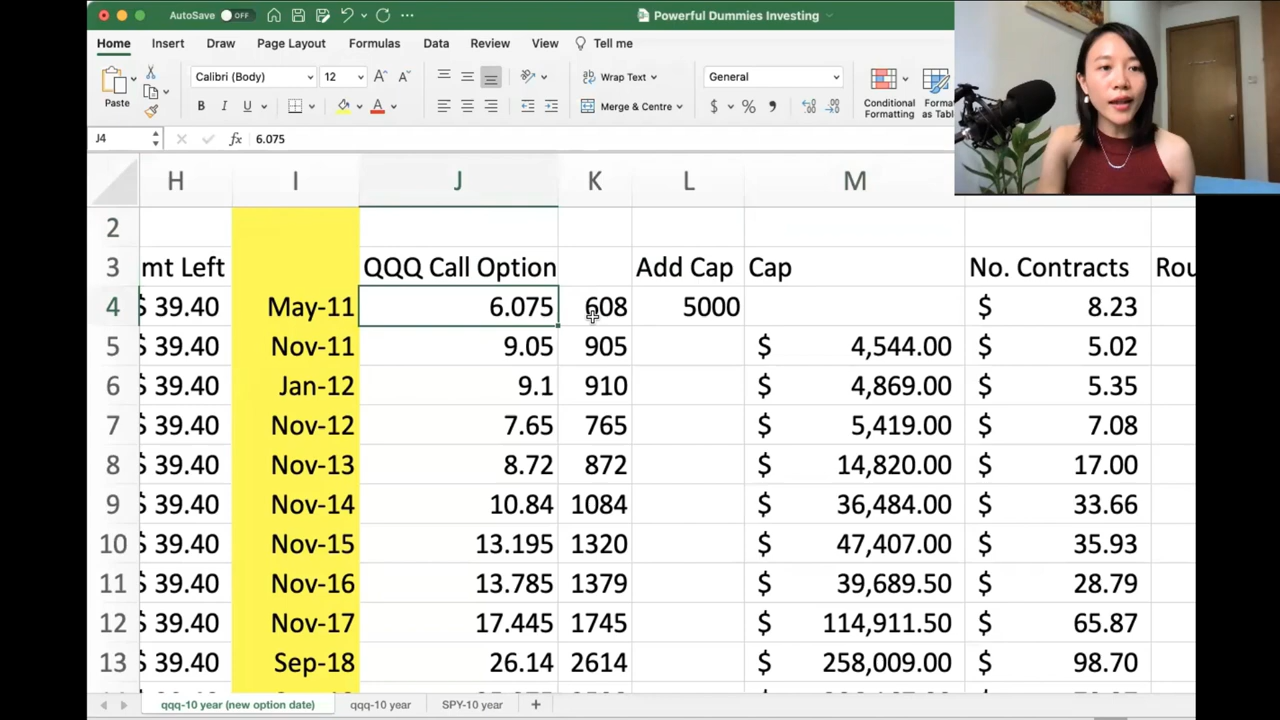 AutoSave OFF Powerful Dummies Investing
Home Insert Draw Page Layout Formulas Data Review View Tell me
Paste Calibri (Body) 12 A A Wrap Text General
B I U A Merge & Centre $ % Conditional Formatting Form as Tabl
J4 fx 6.075
H I J K L M
2
3 mt Left QQQ Call Option Add Cap Cap No. Contracts Rou
4 $ 39.40 May-11 6.075 608 5000 $ 8.23
5 $ 39.40 Nov-11 9.05 905 $ 4,544.00 $ 5.02
6 $ 39.40 Jan-12 9.1 910 $ 4,869.00 $ 5.35
7 $ 39.40 Nov-12 7.65 765 $ 5,419.00 $ 7.08
8 $ 39.40 Nov-13 8.72 872 $ 14,820.00 $ 17.00
9 $ 39.40 Nov-14 10.84 1084 $ 36,484.00 $ 33.66
10 $ 39.40 Nov-15 13.195 1320 $ 47,407.00 $ 35.93
11 $ 39.40 Nov-16 13.785 1379 $ 39,689.50 $ 28.79
12 $ 39.40 Nov-17 17.445 1745 $ 114,911.50 $ 65.87
13 $ 39.40 Sep-18 26.14 2614 $ 258,009.00 $ 98.70
qqq-10 year (new option date) qqq-10 year SPY-10 year +